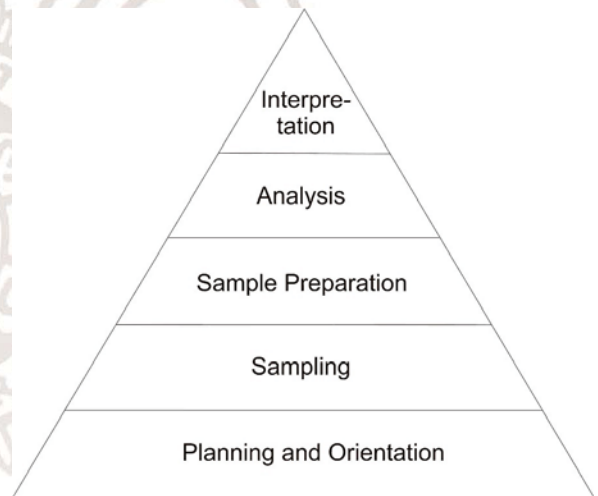 Interpre-
tation
Analysis
Sample Preparation
Sampling
Planning and Orientation